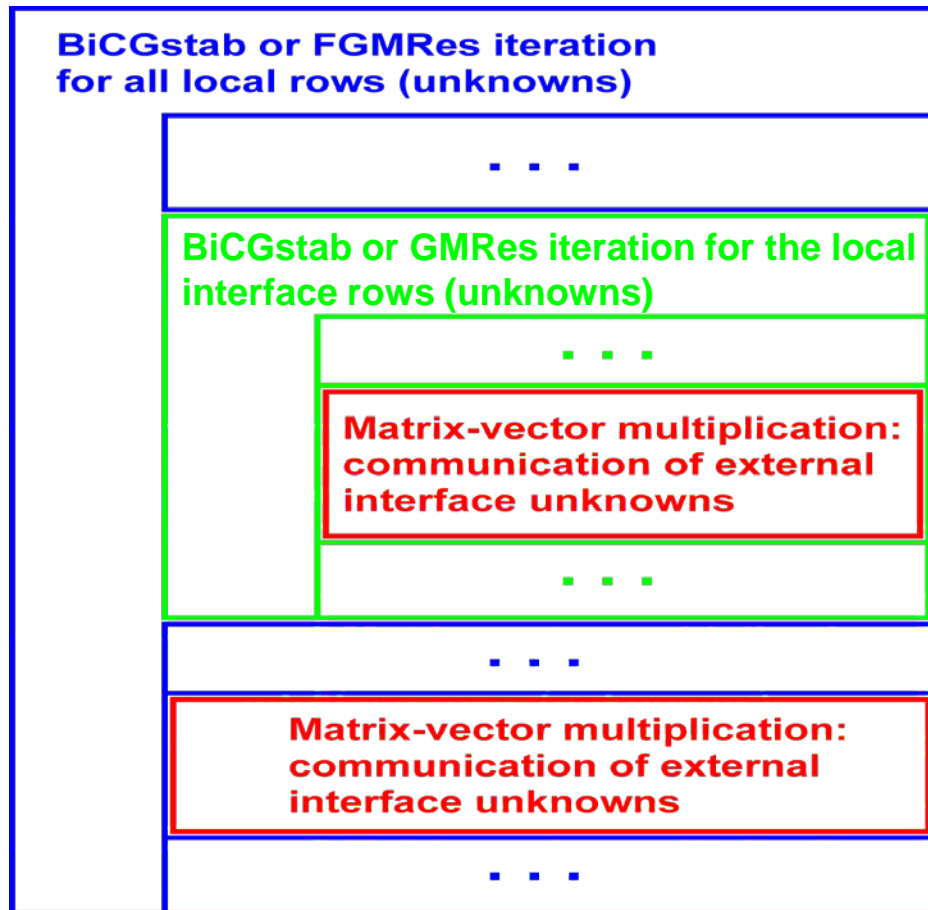 BiCGstab or FGMRes iteration
for all local rows (unknowns)
- - -
BiCGstab or GMRes iteration for the local
interface rows (unknowns)
- - -
Matrix-vector multiplication:
communication of external
interface unknowns
- - -
- - -
Matrix-vector multiplication:
communication of external
interface unknowns
- - -